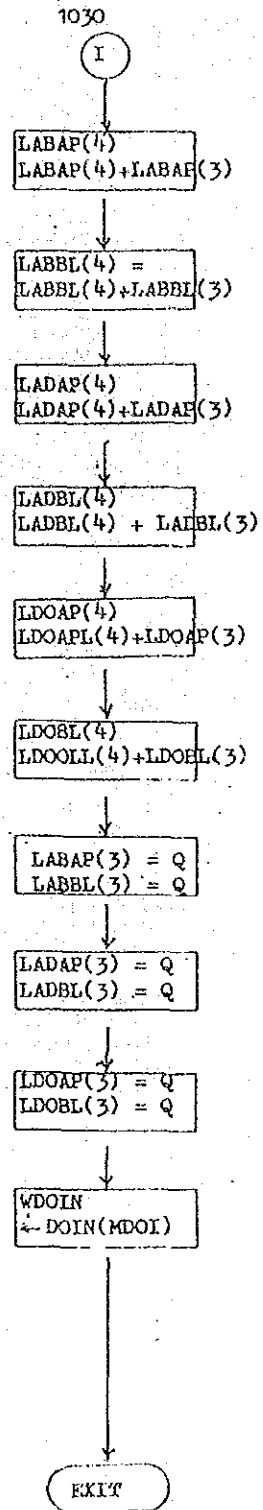 1030
I
LABAP(4)
LABAP(4)+LABAP(3)
LABBL(4) =
LABBL(4)+LABBL(3)
LADAP(4)
LADAP(4)+LADAP(3)
LADBL(4)
LADBL(4) + LADBL(3)
LDOAP(4)
LDOAPL(4)+LDOAP(3)
LDOBL(4)
LDOOLL(4)+LDOBL(3)
LABAP(3) = Q
LABBL(3) = Q
LADAP(3) = Q
LADBL(3) = Q
LDOAP(3) = Q
LDOBL(3) = Q
WDOIN
← DOIN(MDOI)
EXIT